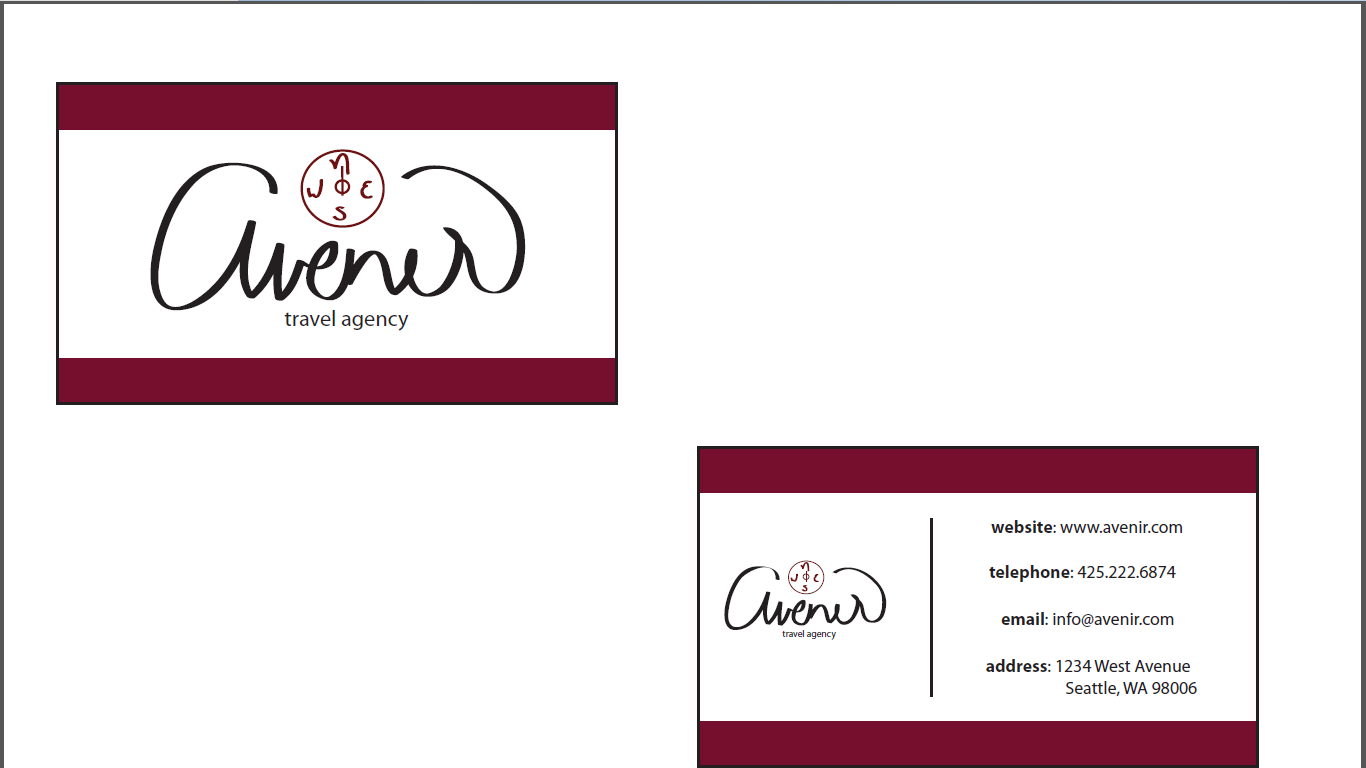 n
W E
S
avenir
travel agency
website: www.avenir.com
n
W E
S
avenir
travel agency
telephone: 425.222.6874
email: info@avenir.com
address: 1234 West Avenue
Seattle, WA 98006